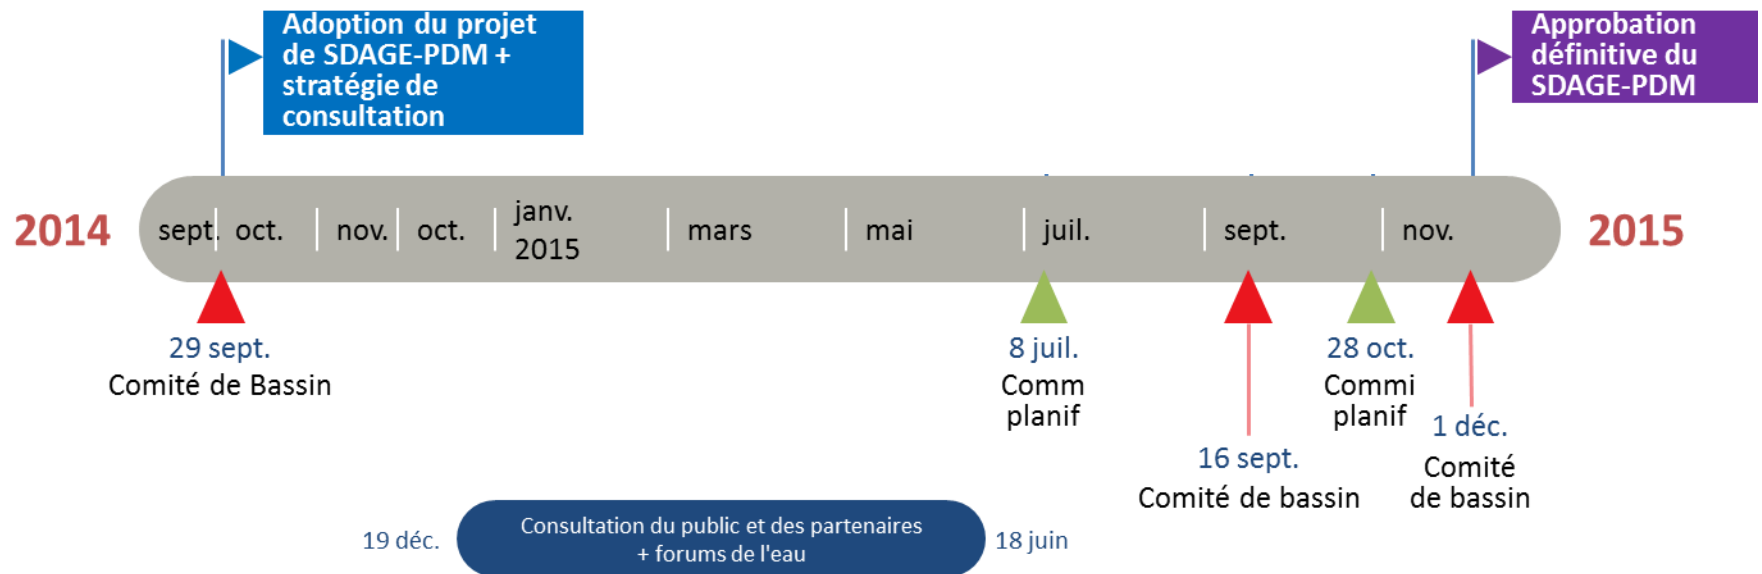 Adoption du projet
de SDAGE-PDM +
stratégie de
consultation
Approbation
définitive du
SDAGE-PDM
2014
sept.
oct.
nov.
oct.
janv.
2015
mars
mai
juil.
sept.
nov.
2015
29 sept.
Comité de Bassin
8 juil.
Comm
planif
16 sept.
Comité de bassin
28 oct.
Commi
planif
1 déc.
Comité
de bassin
19 déc.
Consultation du public et des partenaires
+ forums de l'eau
18 juin